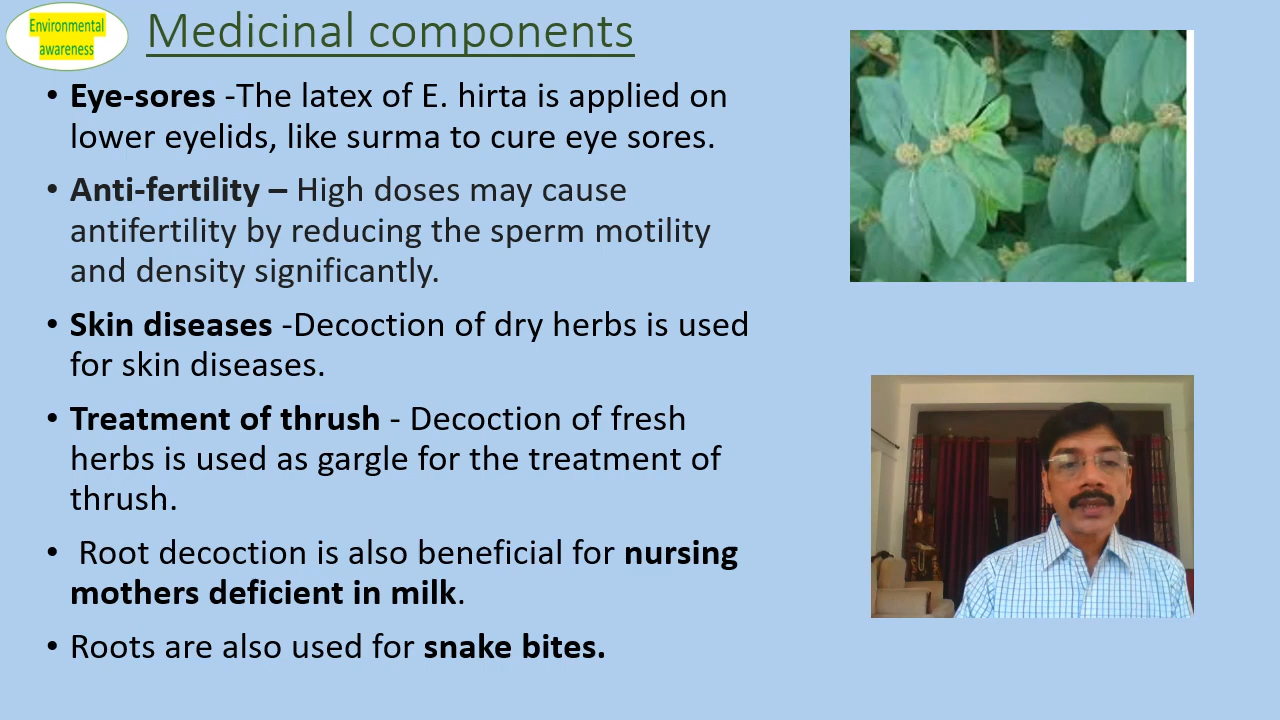 Environmental
awareness
Medicinal components
• Eye-sores -The latex of E. hirta is applied on
lower eyelids, like surma to cure eye sores.
• Anti-fertility – High doses may cause
antifertility by reducing the sperm motility
and density significantly.
• Skin diseases -Decoction of dry herbs is used
for skin diseases.
• Treatment of thrush - Decoction of fresh
herbs is used as gargle for the treatment of
thrush.
• Root decoction is also beneficial for nursing
mothers deficient in milk.
• Roots are also used for snake bites.